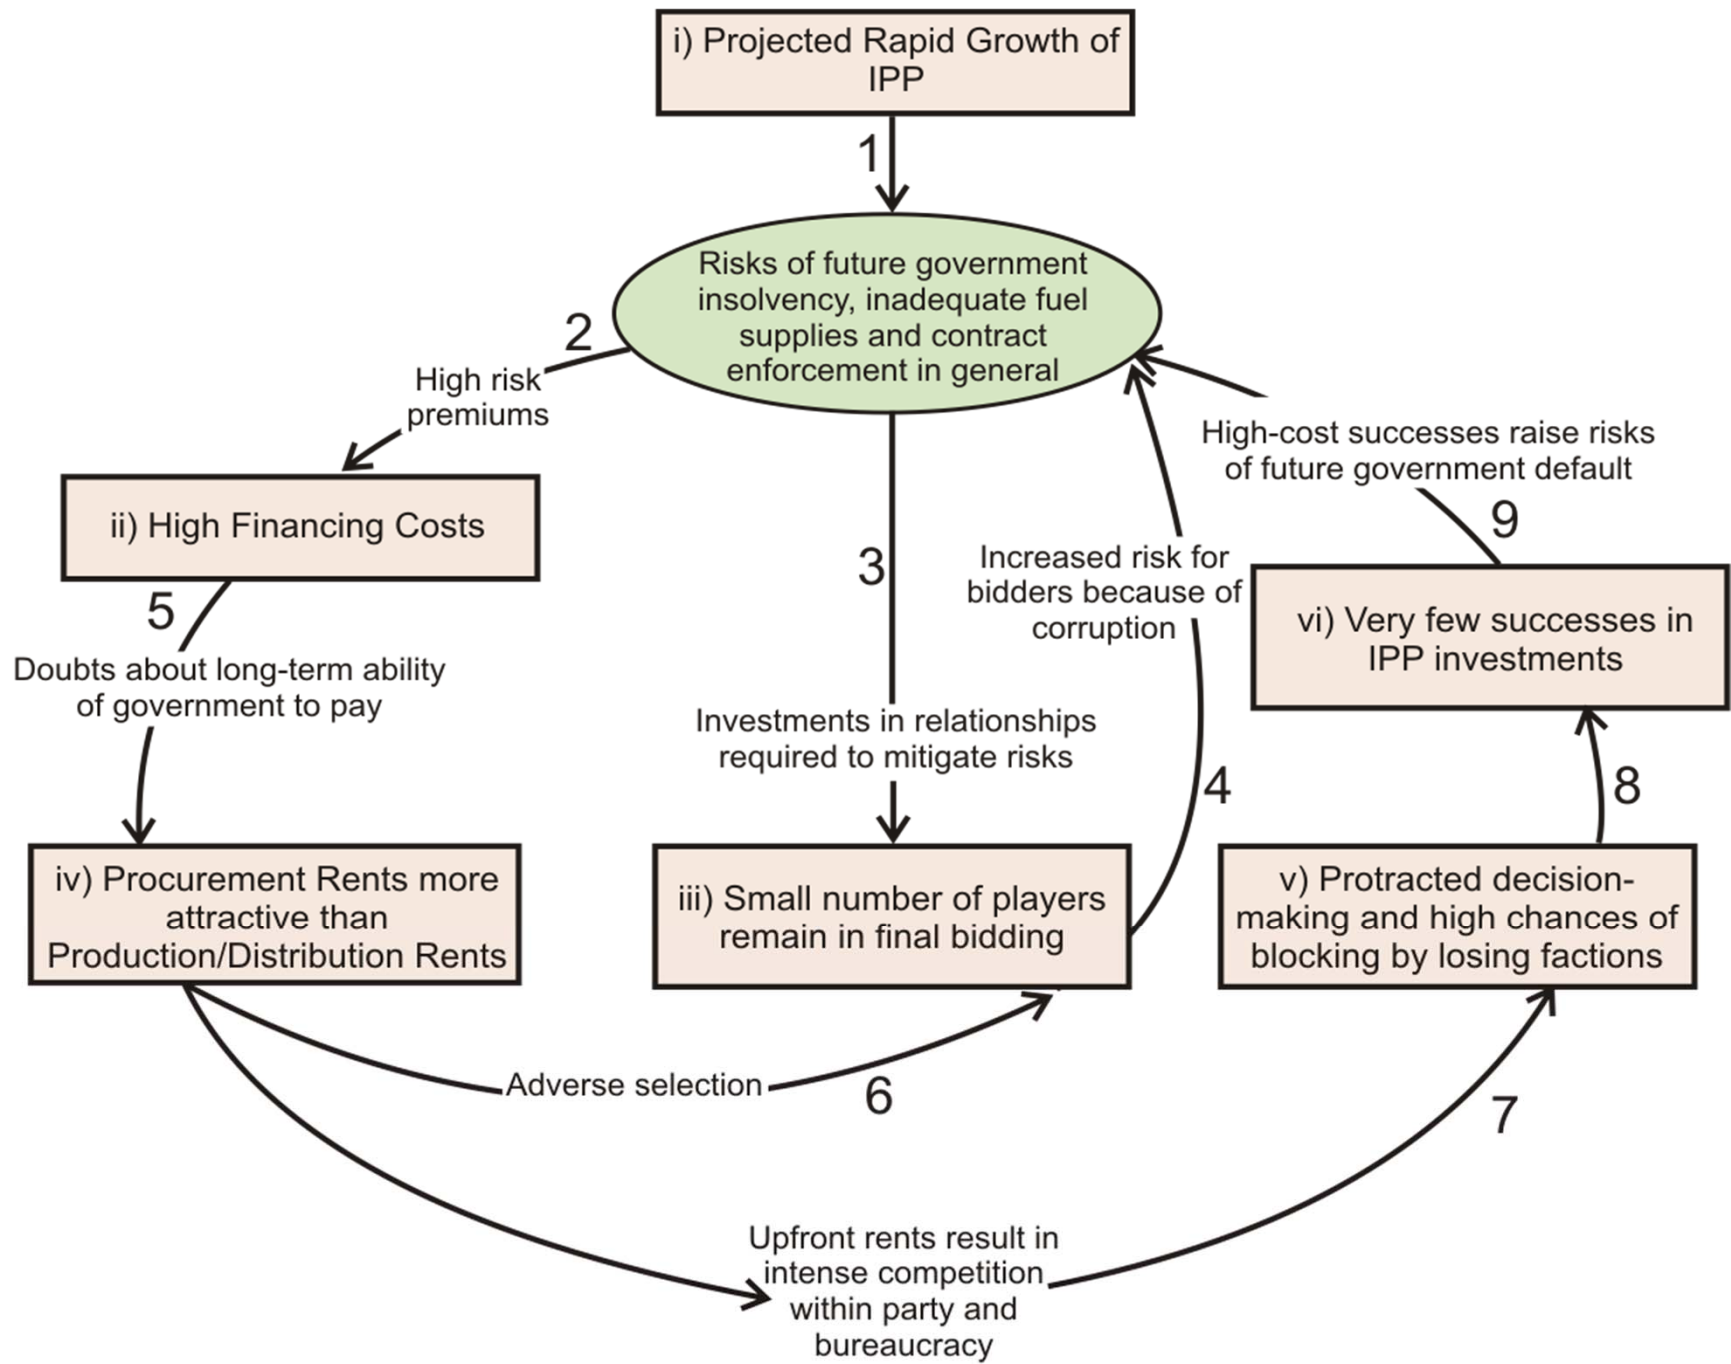 i) Projected Rapid Growth of
IPP
1
Risks of future government
insolvency, inadequate fuel
supplies and contract
enforcement in general
2
High risk
premiums
High-cost successes raise risks
of future government default
9
ii) High Financing Costs
3
Increased risk for
bidders because of
corruption
vi) Very few successes in
IPP investments
5
Doubts about long-term ability
of government to pay
Investments in relationships
required to mitigate risks
4
8
iv) Procurement Rents more
attractive than
Production/Distribution Rents
iii) Small number of players
remain in final bidding
v) Protracted decision-
making and high chances of
blocking by losing factions
Adverse selection
6
7
Upfront rents result in
intense competition
within party and
bureaucracy